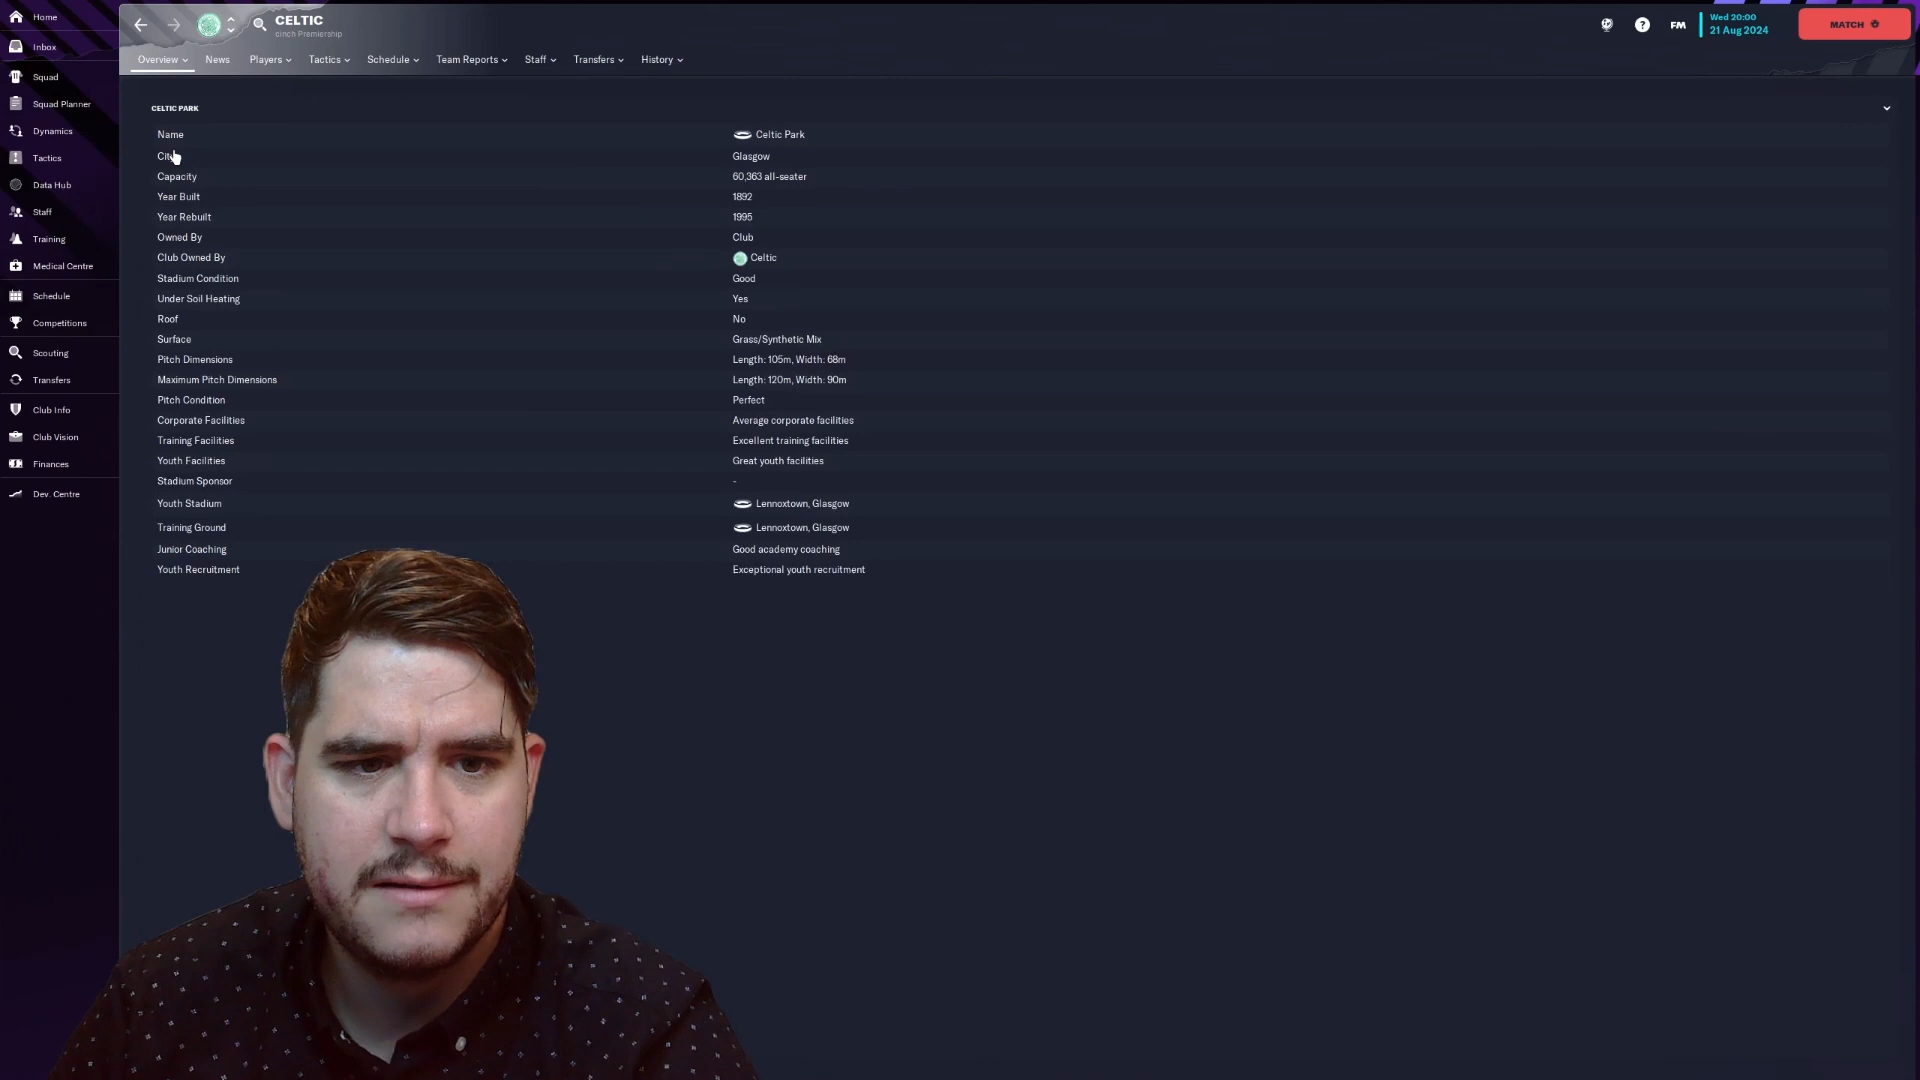 Home
Inbox
Squad
Squad Planner
Dynamics
Tactics
Data Hub
Staff
Training
Medical Centre
Schedule
Competitions
Scouting
Transfers
Club Info
Club Vision
Finances
Dev. Centre
CELTIC
cinch Premiership
? FM
Wed 20:00
21 Aug 2024
MATCH
Overview News Players Tactics Schedule Team Reports Staff Transfers History
CELTIC PARK
Name Celtic Park
City Glasgow
Capacity 60,363 all-seater
Year Built 1892
Year Rebuilt 1995
Owned By Club
Club Owned By Celtic
Stadium Condition Good
Under Soil Heating Yes
Roof No
Surface Grass/Synthetic Mix
Pitch Dimensions Length: 105m, Width: 68m
Maximum Pitch Dimensions Length: 120m, Width: 90m
Pitch Condition Perfect
Corporate Facilities Average corporate facilities
Training Facilities Excellent training facilities
Youth Facilities Great youth facilities
Stadium Sponsor -
Youth Stadium Lennoxtown, Glasgow
Training Ground Lennoxtown, Glasgow
Junior Coaching Good academy coaching
Youth Recruitment Exceptional youth recruitment